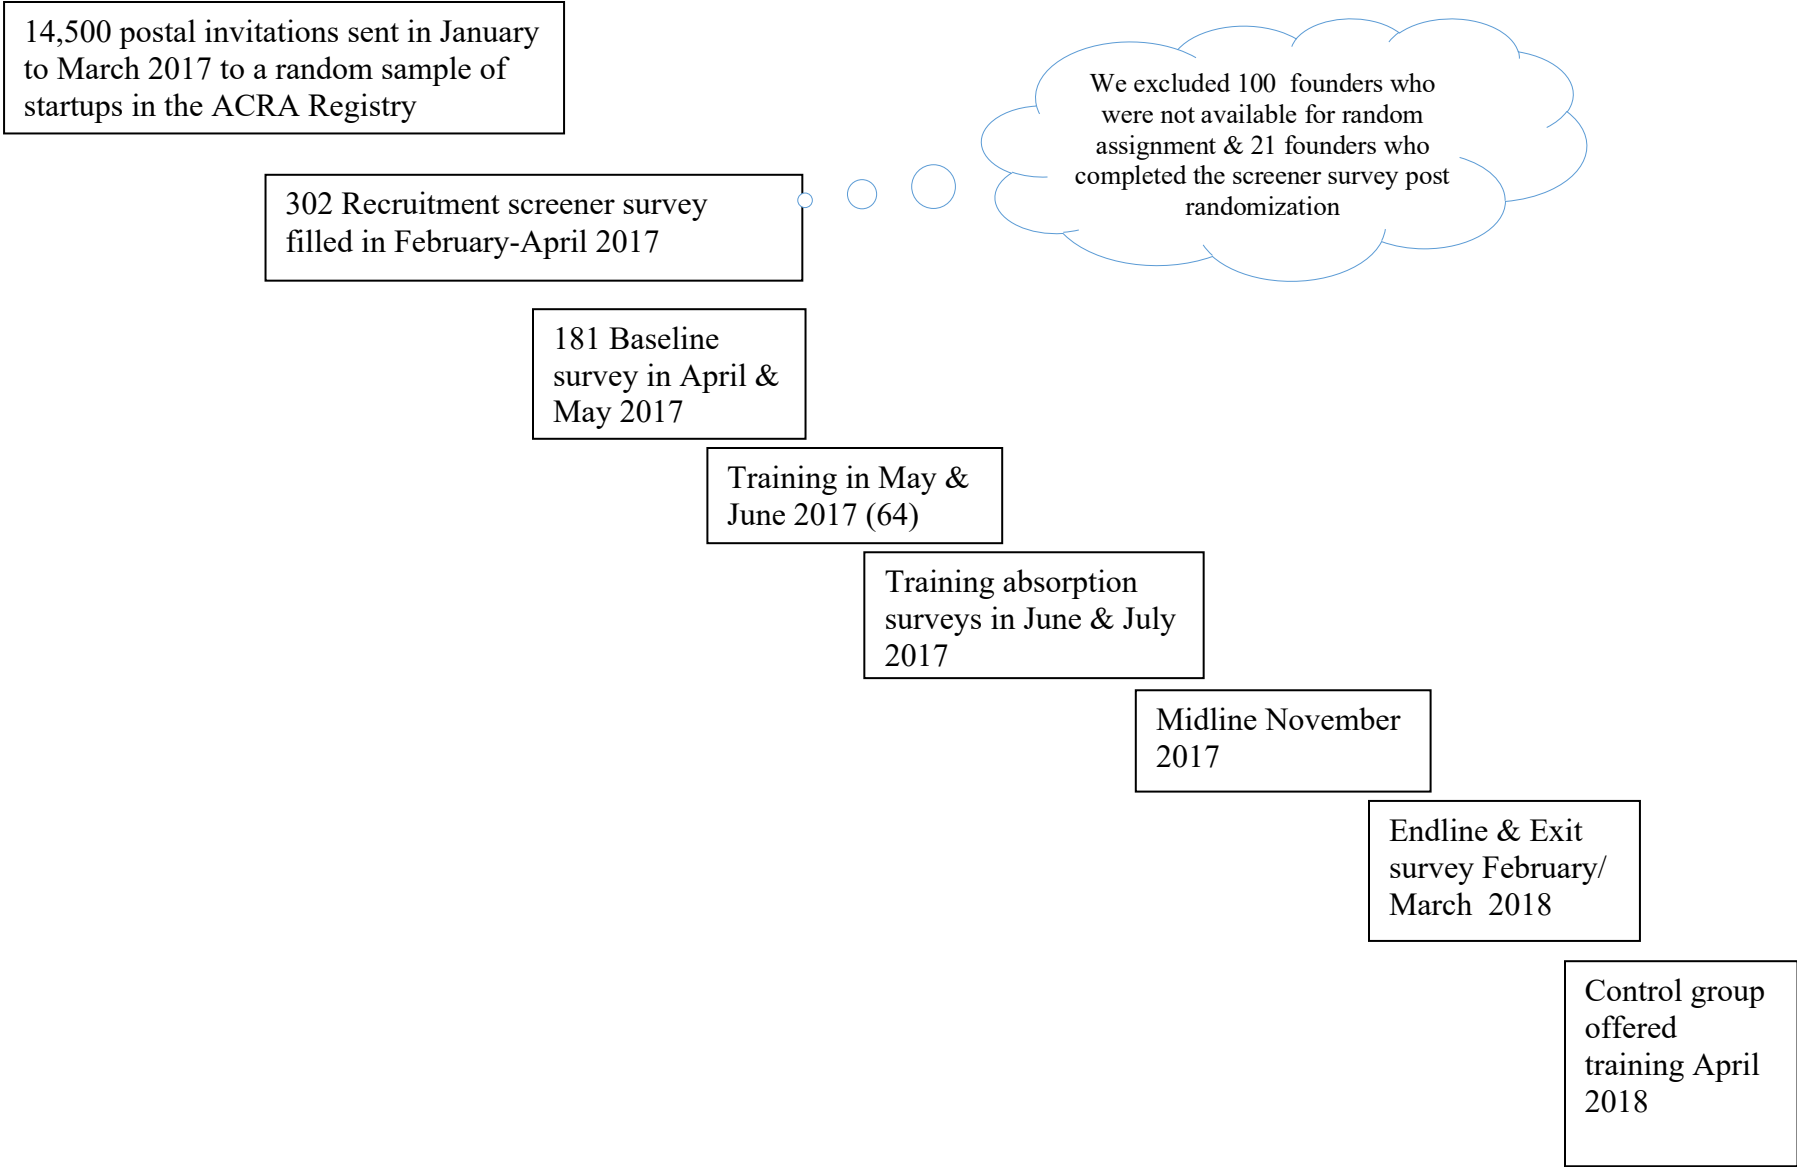 14,500 postal invitations sent in January
to March 2017 to a random sample of
startups in the ACRA Registry
We excluded 100 founders who
were not available for random
assignment & 21 founders who
completed the screener survey post
randomization
302 Recruitment screener survey
filled in February-April 2017
181 Baseline
survey in April &
May 2017
Training in May &
June 2017 (64)
Training absorption
surveys in June & July
2017
Midline November
2017
Endline & Exit
survey February/
March 2018
Control group
offered
training April
2018